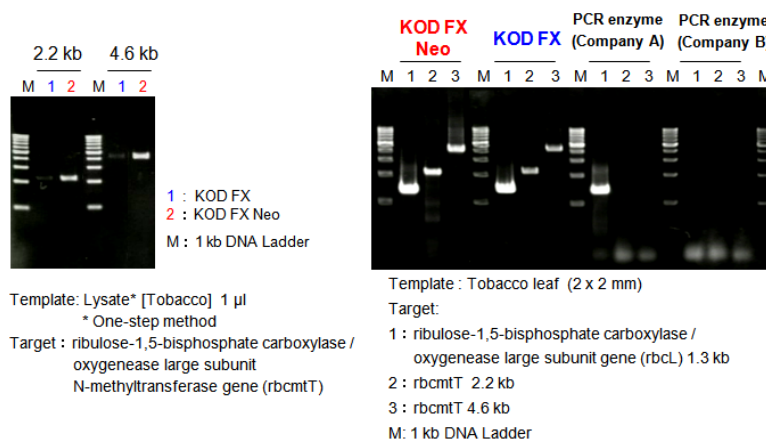 2.2 kb 4.6 kb
M 1 2 M 1 2
1 : KOD FX
2 : KOD FX Neo
M : 1 kb DNA Ladder
Template: Lysate* [Tobacco] 1 µl
* One-step method
Target : ribulose-1,5-bisphosphate carboxylase /
oxygenease large subunit
N-methyltransferase gene (rbcmtT)
KOD FX
Neo
KOD FX
PCR enzyme
(Company A)
PCR enzyme
(Company B
M 1 2 3 M 1 2 3 M 1 2 3 M 1 2 3 M
Template : Tobacco leaf (2 x 2 mm)
Target:
1 : ribulose-1,5-bisphosphate carboxylase /
oxygenease large subunit gene (rbcL) 1.3 kb
2 : rbcmtT 2.2 kb
3 : rbcmtT 4.6 kb
M: 1 kb DNA Ladder